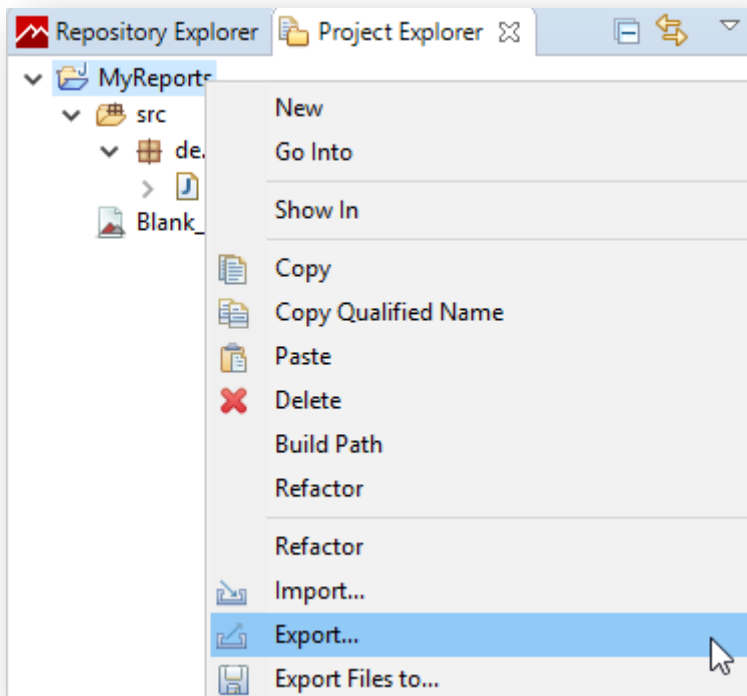 Repository Explorer Project Explorer
MyReports
src
de.
Blank_
New
Go Into
Show In
Copy
Copy Qualified Name
Paste
Delete
Build Path
Refactor
Refactor
Import...
Export...
Export Files to...